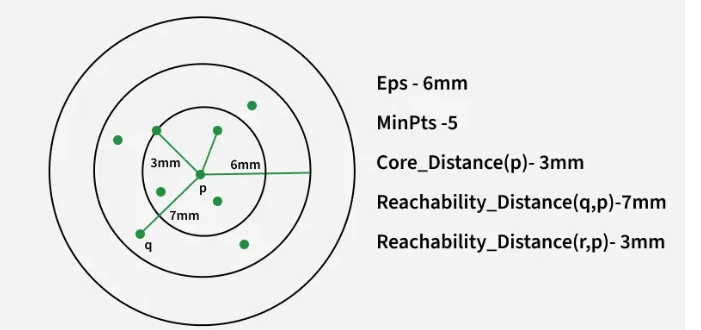 Eps - 6mm
MinPts -5
3mm
6mm
Core_Distance(p)- 3mm
p
Reachability_Distance(q,p)-7mm
7mm
q
Reachability_Distance(r,p)- 3mm